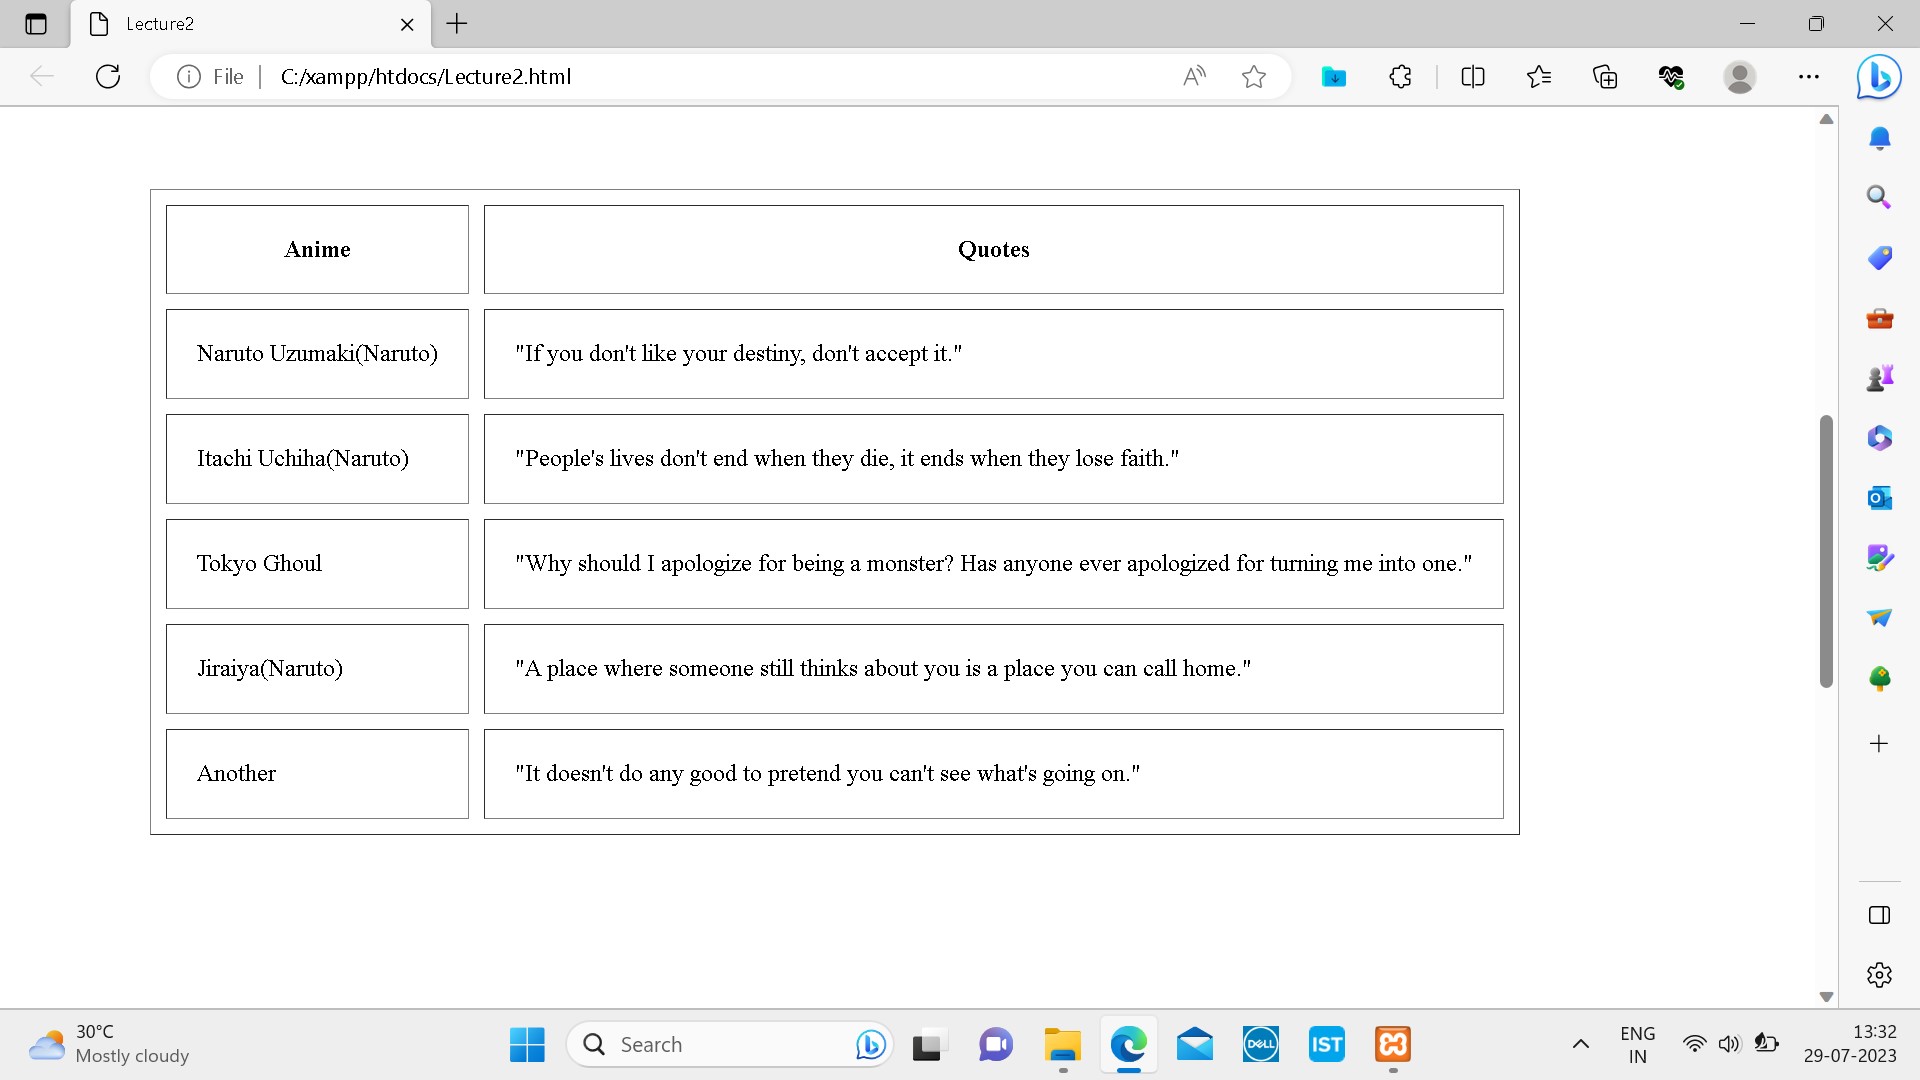 Lecture2
File
C:/xampp/htdocs/Lecture2.html
Anime Quotes
Naruto Uzumaki(Naruto) "If you don't like your destiny, don't accept it."
Itachi Uchiha(Naruto) "People's lives don't end when they die, it ends when they lose faith."
Tokyo Ghoul "Why should I apologize for being a monster? Has anyone ever apologized for turning me into one."
Jiraiya(Naruto) "A place where someone still thinks about you is a place you can call home."
Another "It doesn't do any good to pretend you can't see what's going on."
30°C
Mostly cloudy
Search
DELL
IST
ENG
IN
13:32
29-07-2023